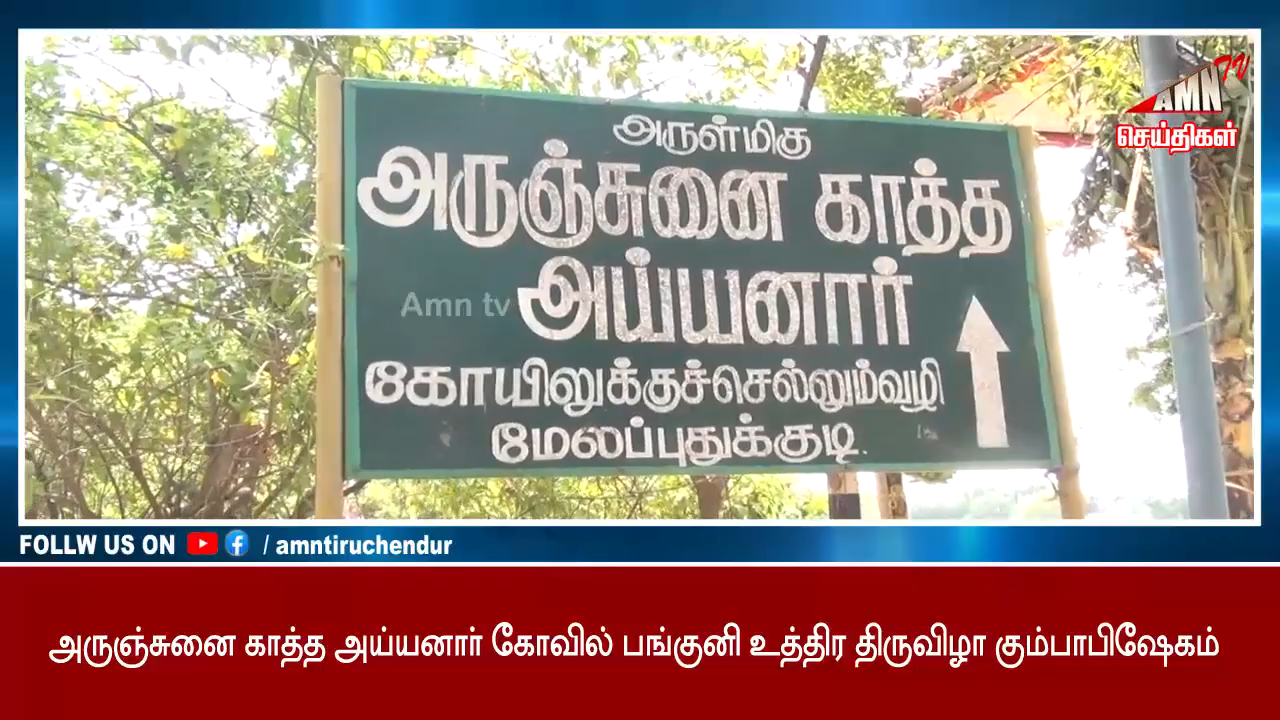 AMN TV
செய்திகள்
அருள்மிகு
அருஞ்சுனை காத்த
அய்யனார்
Amn tv
கோயிலுக்குச்செல்லும்வழி
மேலப்புதுக்குடி.
FOLLW US ON / amntiruchendur
அருஞ்சுனை காத்த அய்யனார் கோவில் பங்குனி உத்திர திருவிழா கும்பாபிஷேகம்